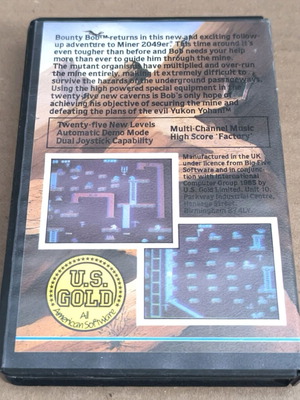 Bounty Bob™ returns in this new and exciting follow-
up adventure to Miner 2049er.™ This time around it's
even tougher than before and Bob needs your help
more than ever to guide him through the mine.
The mutant organisms have multiplied and over-run
the mine entirely, making it extremely difficult to
survive the hazards of the underground passageways.
Using the high powered special equipment in the
twenty-five new caverns is Bob's only hope of
achieving his objective of securing the mine and
defeating the plans of the evil Yukon Yohan™
Twenty-five New Levels
Automatic Demo Mode
Dual Joystick Capability
Multi-Channel Music
High Score "Factory"
Manufactured in the UK
under licence from Big Five
Software and in conjunc-
tion with International
Computer Group. 1985 by
U.S. Gold Limited, Unit 10,
Parkway Industrial Centre,
Heneage Street,
Birmingham B7 4LY.
U.S.
GOLD
All
American Software